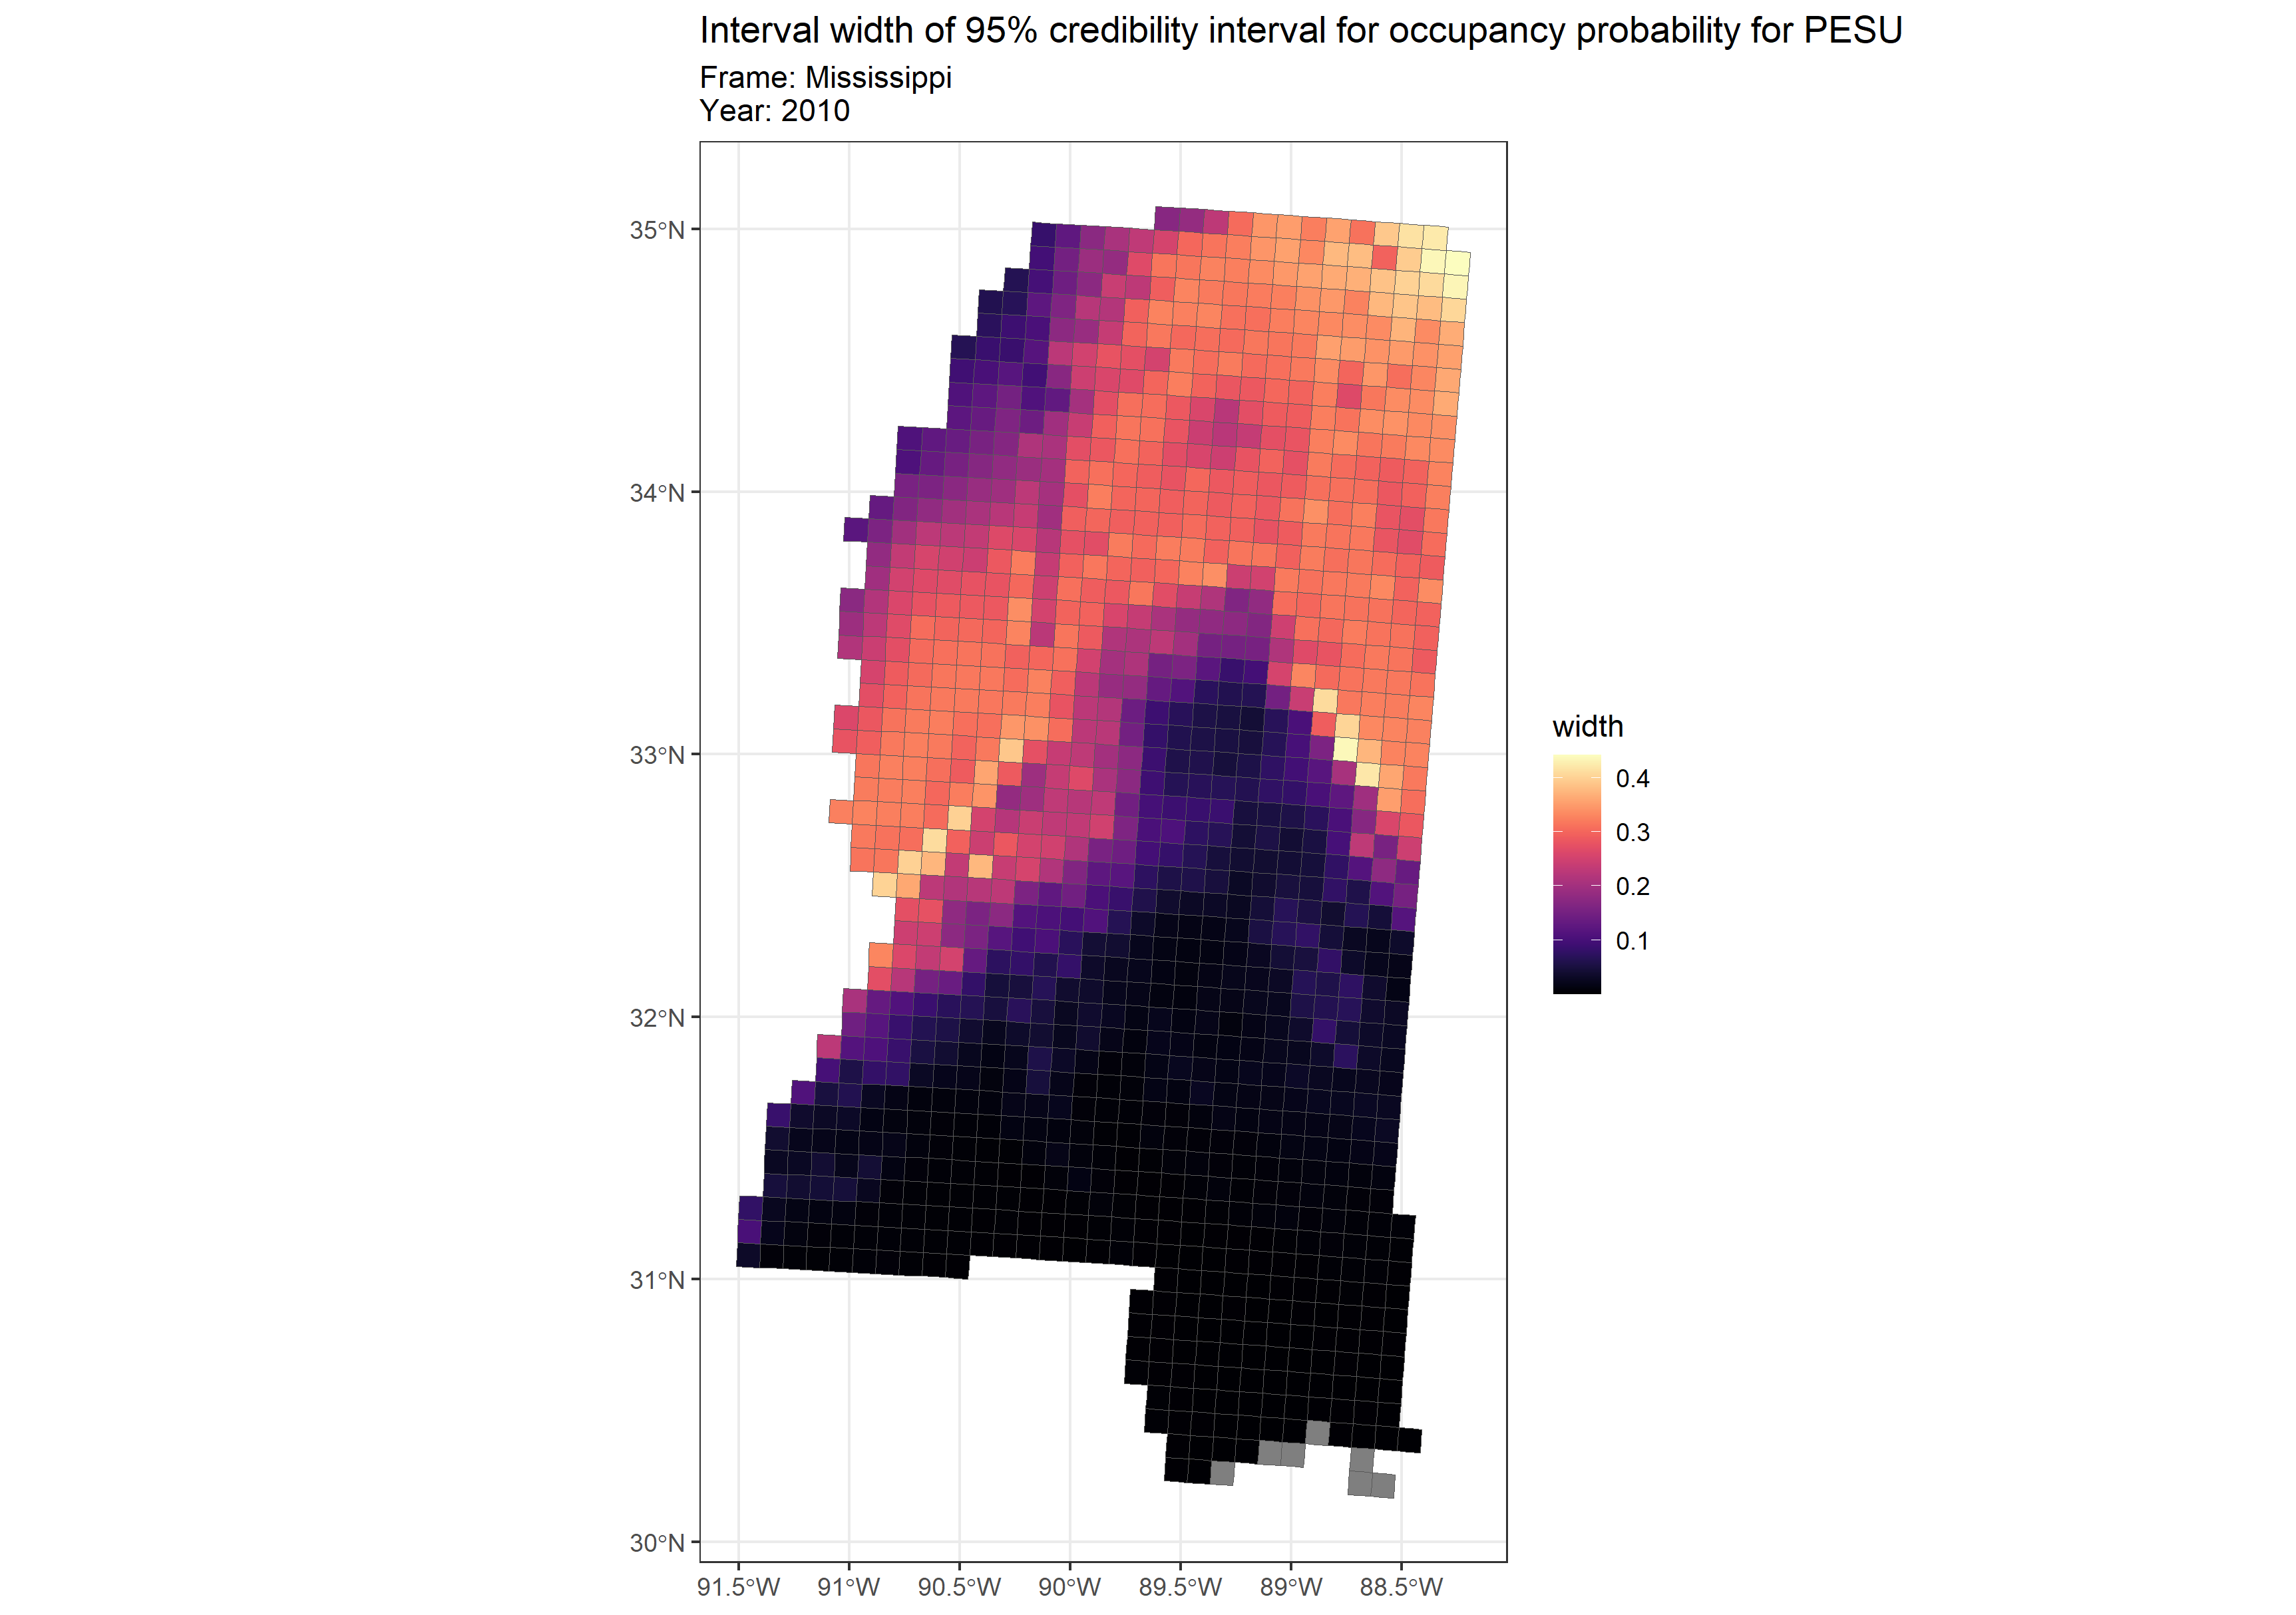 Interval width of 95% credibility interval for occupancy probability for PESU
Frame: Mississippi
Year: 2010
35°N
34°N
33°N
32°N
31°N
30°N
91.5°W 91°W 90.5°W 90°W 89.5°W 89°W 88.5°W
width
0.4
0.3
0.2
0.1